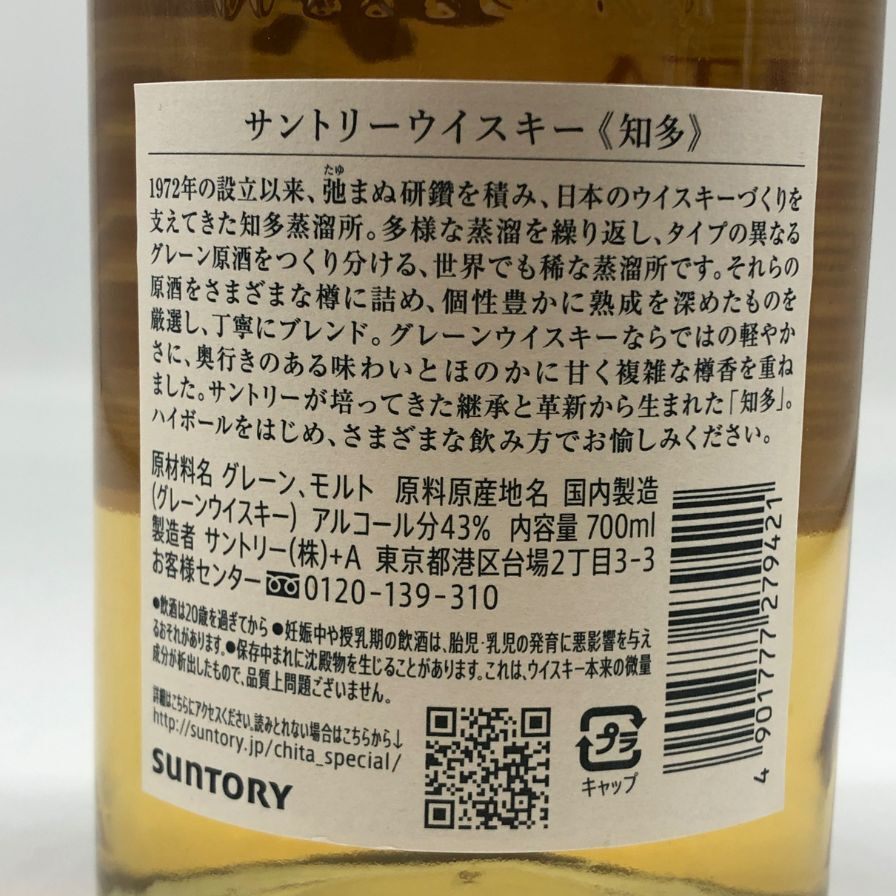 サントリーウイスキー《知多》
たゆ
1972年の設立以来、弛まぬ研鑽を積み、日本のウイスキーづくりを
支えてきた知多蒸溜所。多様な蒸溜を繰り返し、タイプの異なる
グレーン原酒をつくり分ける、世界でも稀な蒸溜所です。それらの
原酒をさまざまな樽に詰め、個性豊かに熟成を深めたものを
厳選し、丁寧にブレンド。グレーンウイスキーならではの軽やか
さに、奥行きのある味わいとほのかに甘く複雑な樽香を重ね
ました。サントリーが培ってきた継承と革新から生まれた「知多」。
ハイボールをはじめ、さまざまな飲み方でお愉しみください。
原材料名 グレーン、モルト 原料原産地名 国内製造
(グレーンウイスキー) アルコール分43% 内容量 700ml
製造者 サントリー(株)+A 東京都港区台場2丁目3-3
お客様センター 0120-139-310
●飲酒は20歳を過ぎてから ●妊娠中や授乳期の飲酒は、胎児・乳児の発育に悪影響を与え
るおそれがあります。●保存中まれに沈殿物を生じることがあります。これは、ウイスキー本来の微量
成分が析出したもので、品質上問題ございません。
詳細はこちらにアクセスください。読みとれない場合はこちらから↓
http://suntory.jp/chita_special/
SUNTORY
プラ
キャップ
4 901777 279421